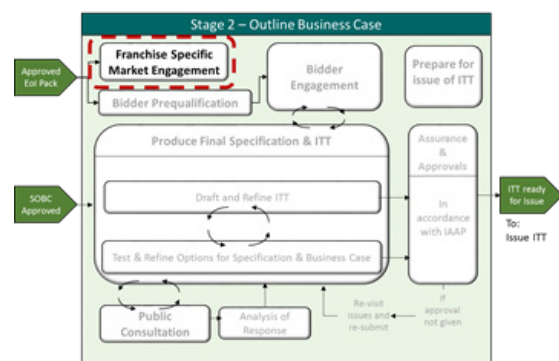 Stage 2 – Outline Business Case
Franchise Specific
Market Engagement
Approved
EoI Pack
Bidder Prequalification
Bidder
Engagement
Prepare for
issue of ITT
Produce Final Specification & ITT
Assurance
&
Approvals
Draft and Refine ITT
SOBC
Approved
In
accordance
with IAAP
ITT ready
for Issue
To:
Issue ITT
Test & Refine Options for Specification & Business Case
Public
Consultation
Analysis of
Response
Re-visit
issues and
re-submit
If
approval
not given